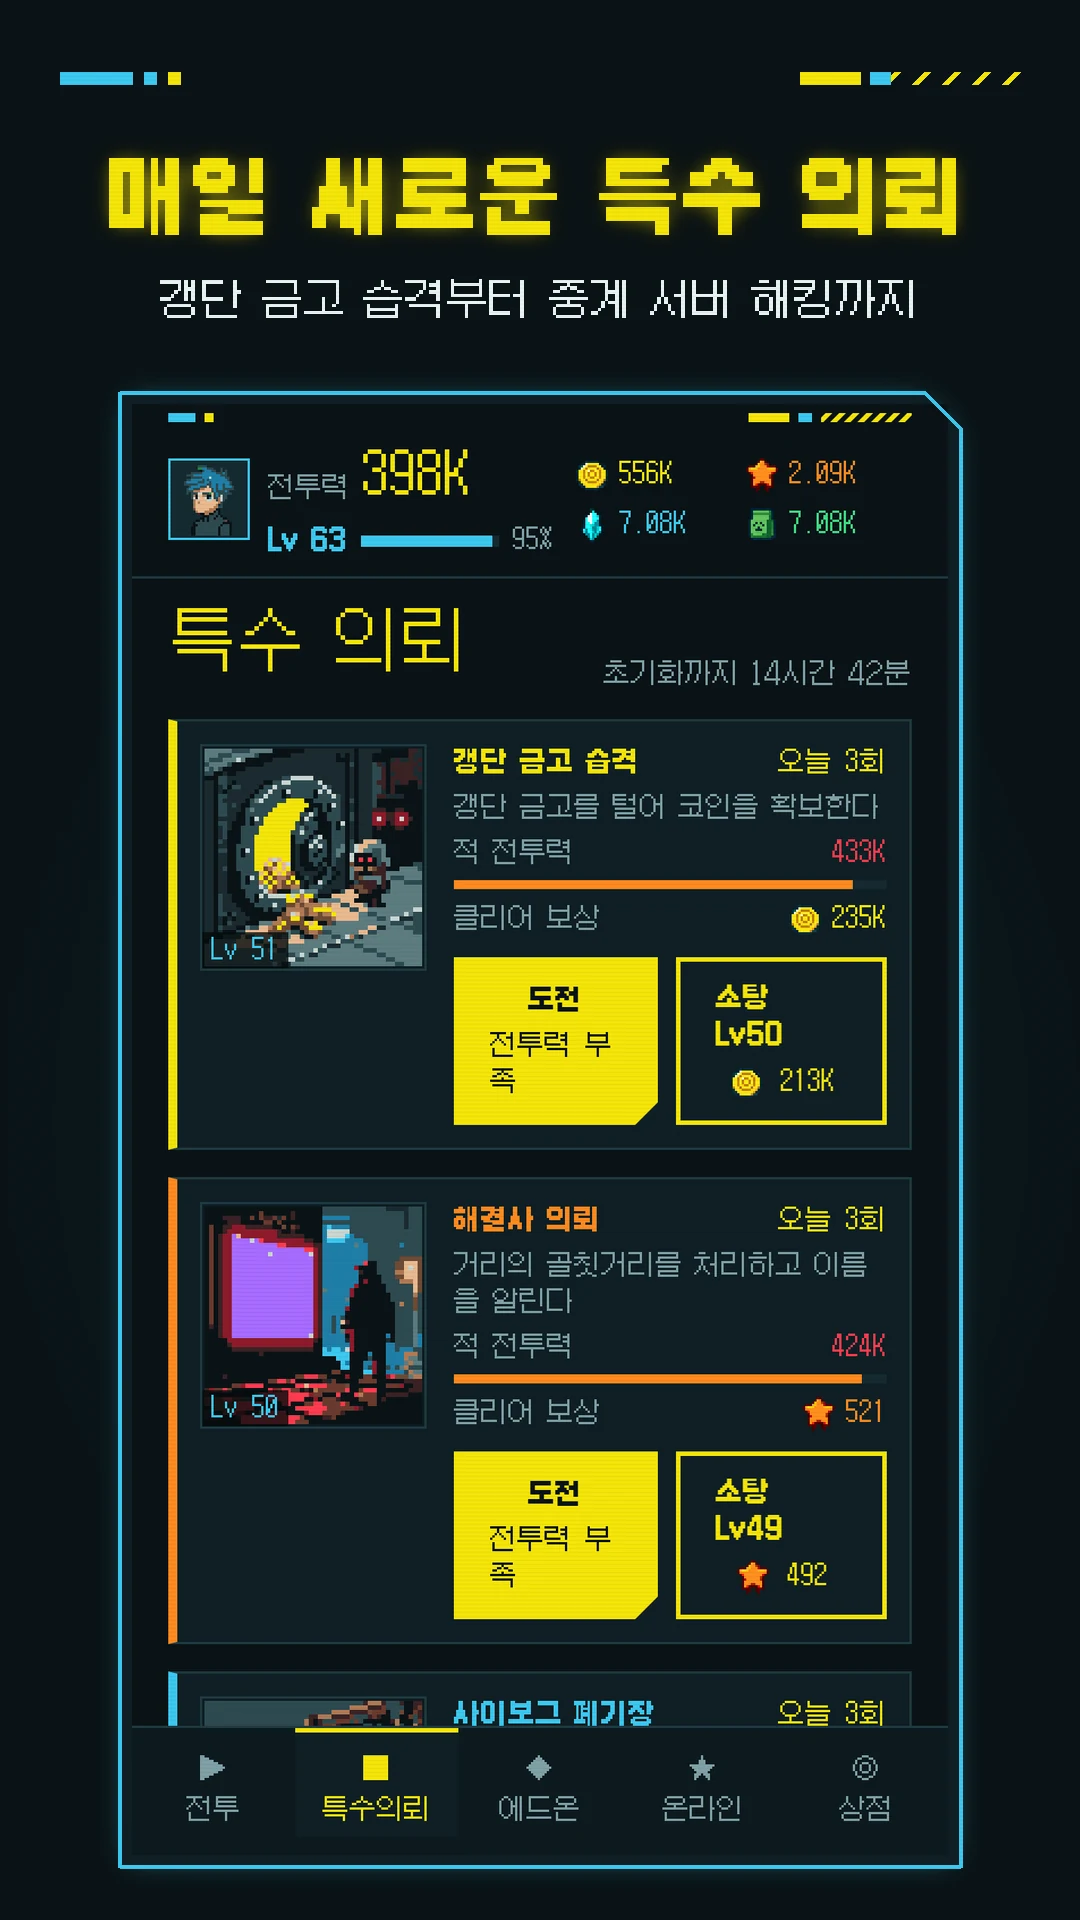 매일 새로운 특수 의뢰
갱단 금고 습격부터 중계 서버 해킹까지
전투력 398K
556K
2.09K
Lv 63
95%
7.08K
7.08K
특수 의뢰
초기화까지 14시간 42분
갱단 금고 습격
오늘 3회
갱단 금고를 털어 코인을 확보한다
적 전투력
433K
클리어 보상
235K
Lv 51
도전
전투력 부
족
소탕
Lv50
213K
해결사 의뢰
오늘 3회
거리의 골칫거리를 처리하고 이름
을 알린다
적 전투력
424K
클리어 보상
521
Lv 50
도전
전투력 부
족
소탕
Lv49
492
사이보그 폐기장
오늘 3회
전투
특수의뢰
에드온
온라인
상점